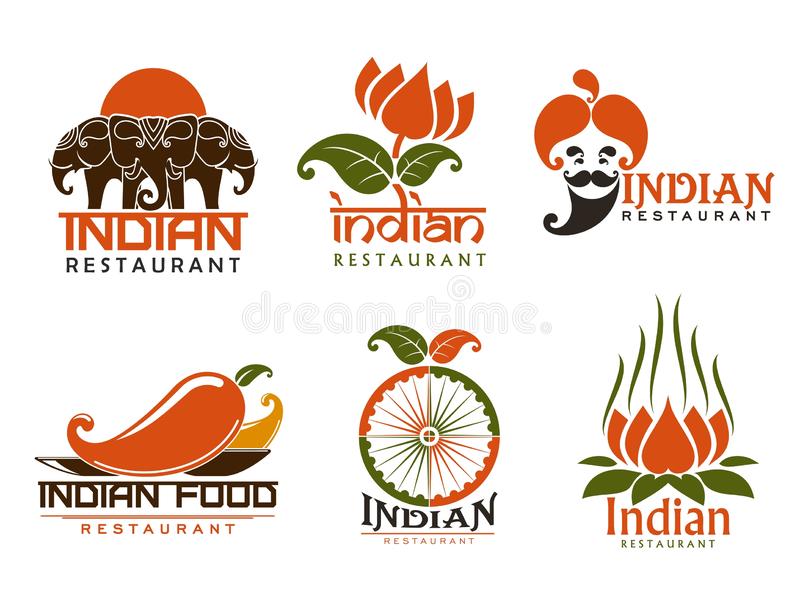 INDIAN
RESTAURANT
indian
RESTAURANT
INDIAN
RESTAURANT
INDIAN FOOD
RESTAURANT
INDIAN
RESTAURANT
Indian
RESTAURANT
dreamstime